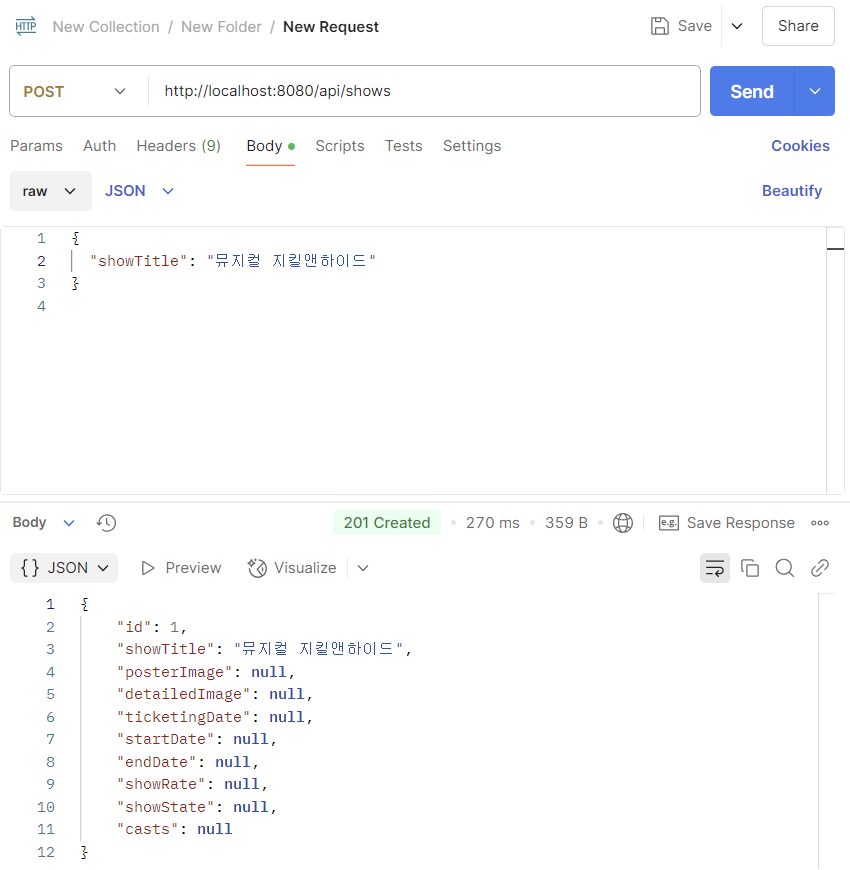 HTTP New Collection / New Folder / New Request Save Share
POST http://localhost:8080/api/shows Send
Params Auth Headers (9) Body Scripts Tests Settings Cookies
raw JSON Beautify
1 {
2 "showTitle": "뮤지컬 지킬앤하이드"
3 }
4
Body 201 Created 270 ms 359 B e.g. Save Response
{} JSON Preview Visualize
1 {
2 "id": 1,
3 "showTitle": "뮤지컬 지킬앤하이드",
4 "posterImage": null,
5 "detailedImage": null,
6 "ticketingDate": null,
7 "startDate": null,
8 "endDate": null,
9 "showRate": null,
10 "showState": null,
11 "casts": null
12 }